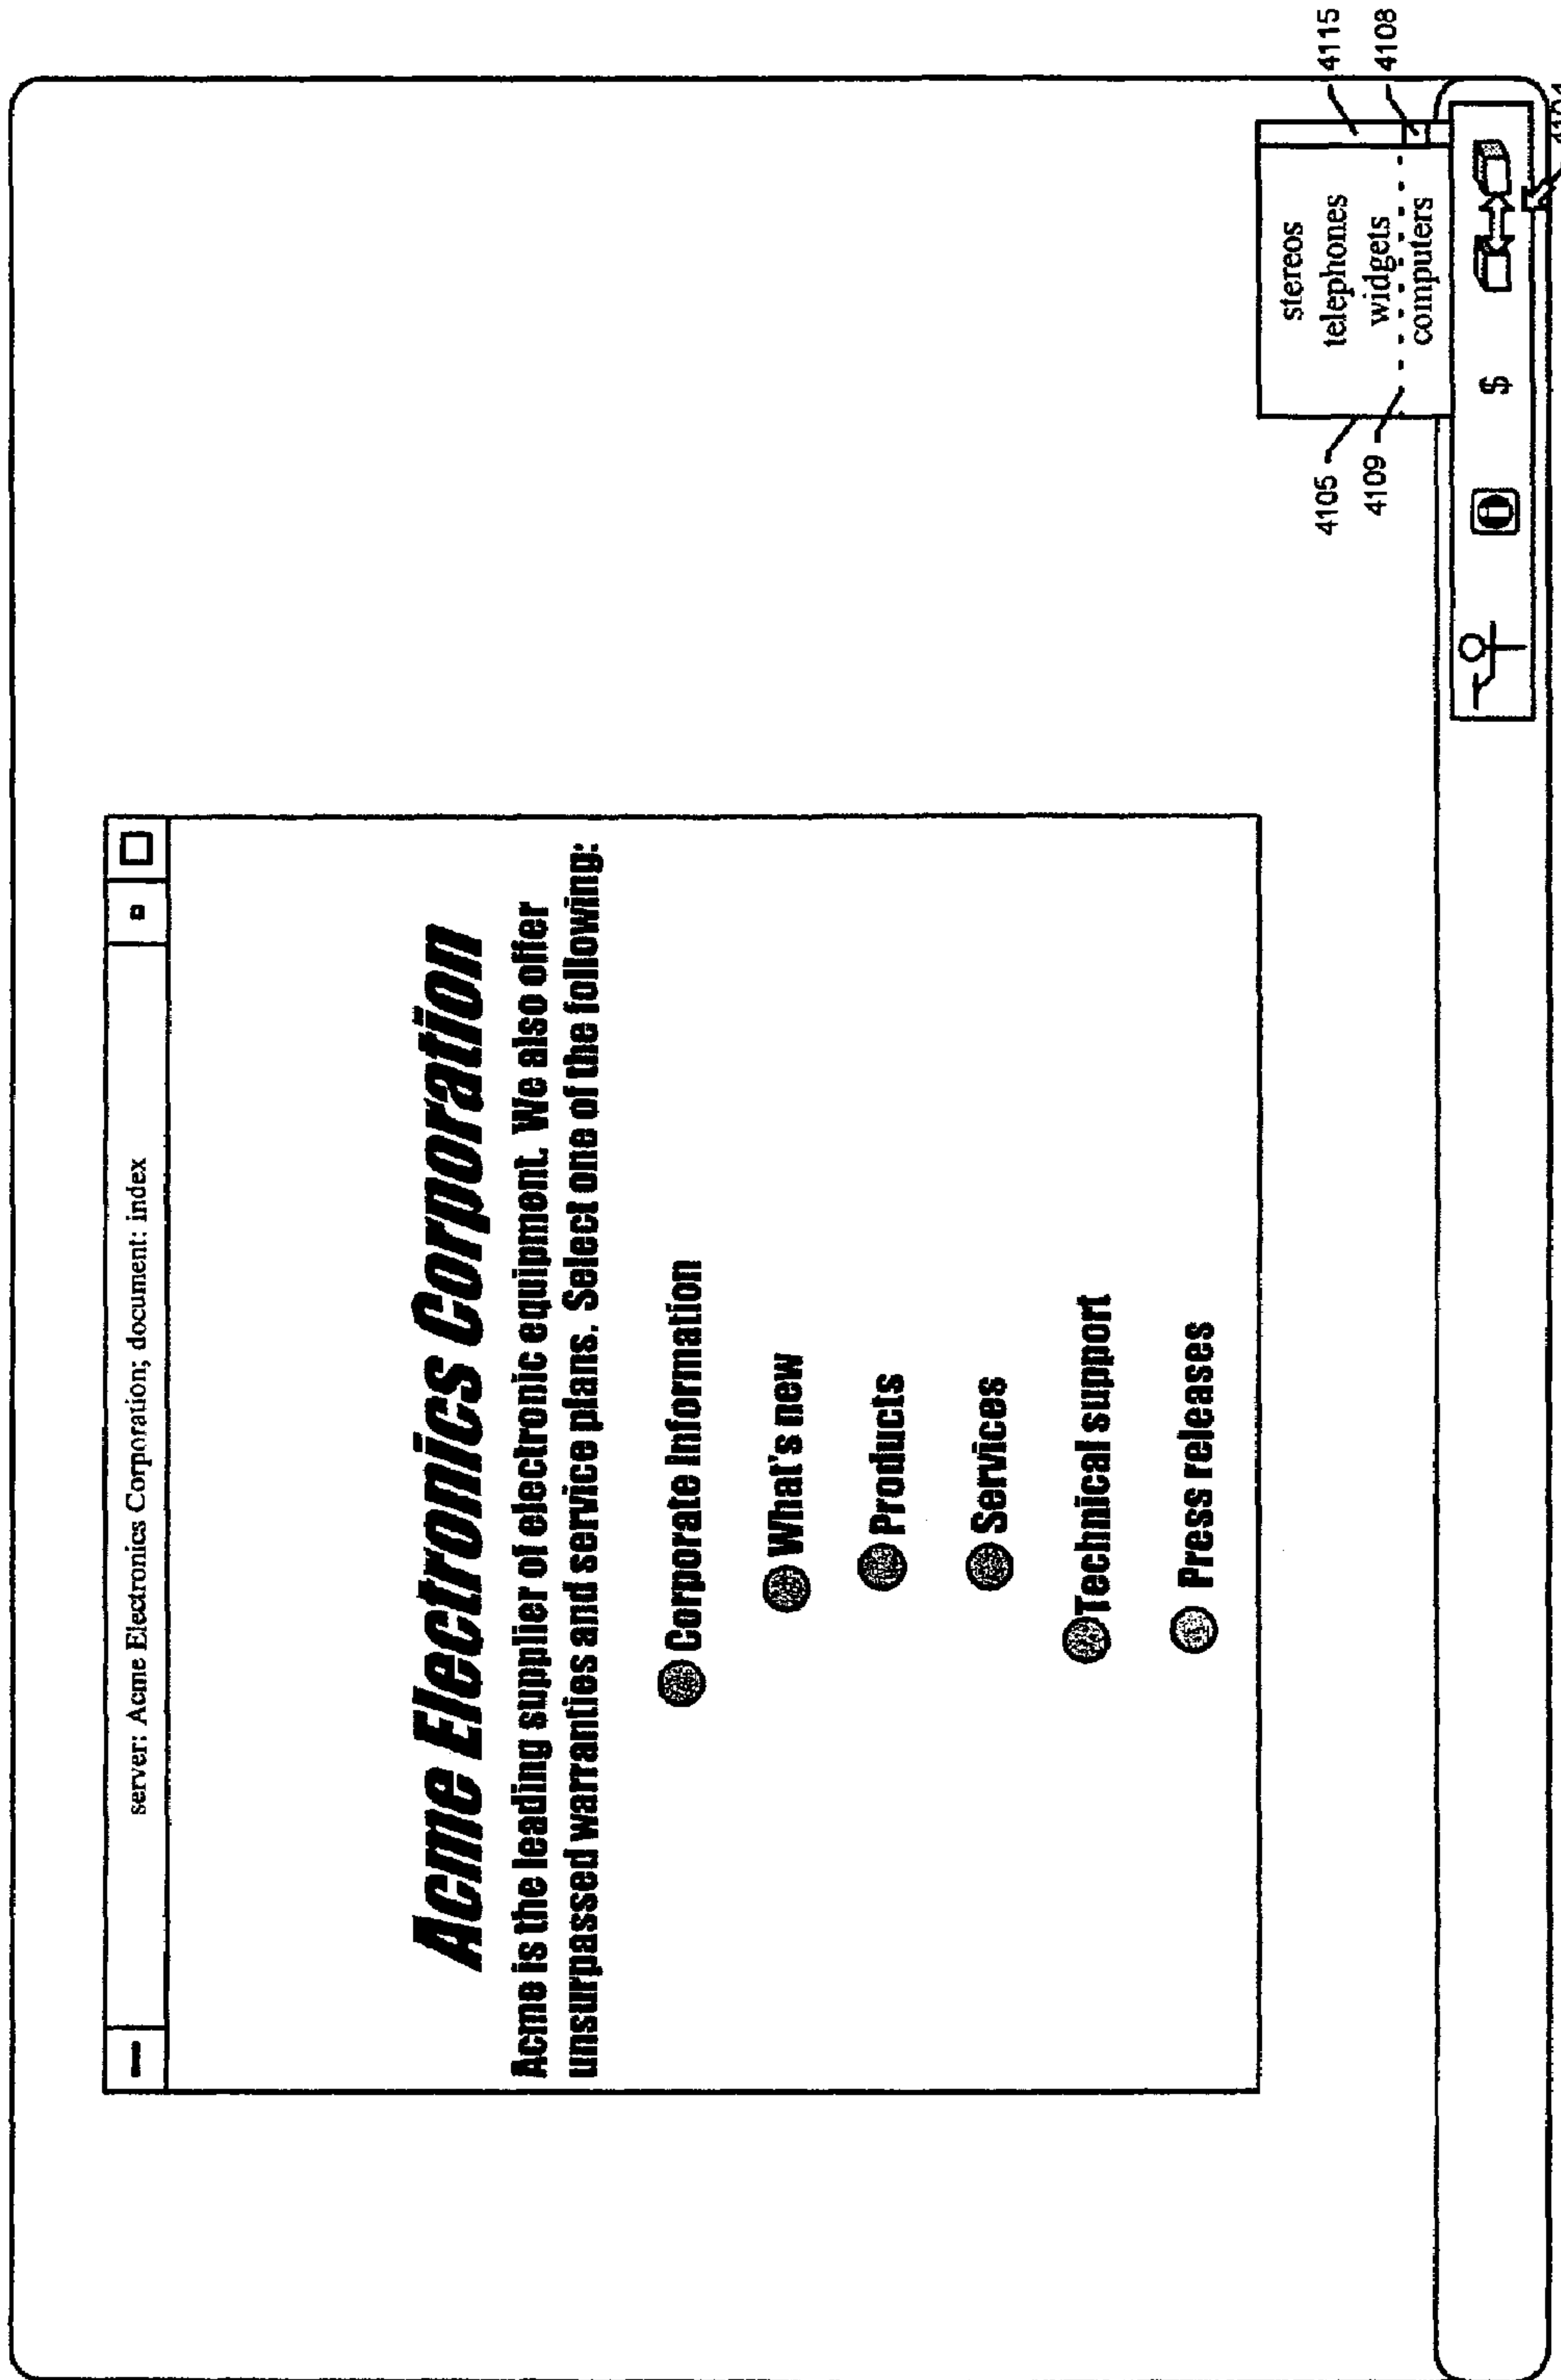 server: Acme Electronics Corporation; document: index
Acme Electronics Corporation
Acme is the leading supplier of electronic equipment. We also offer
unsurpassed warranties and service plans. Select one of the following:
Corporate Information
What's new
Products
Services
Technical support
Press releases
stereos
telephones
widgets
computers
4105
4109
4115
4108
$